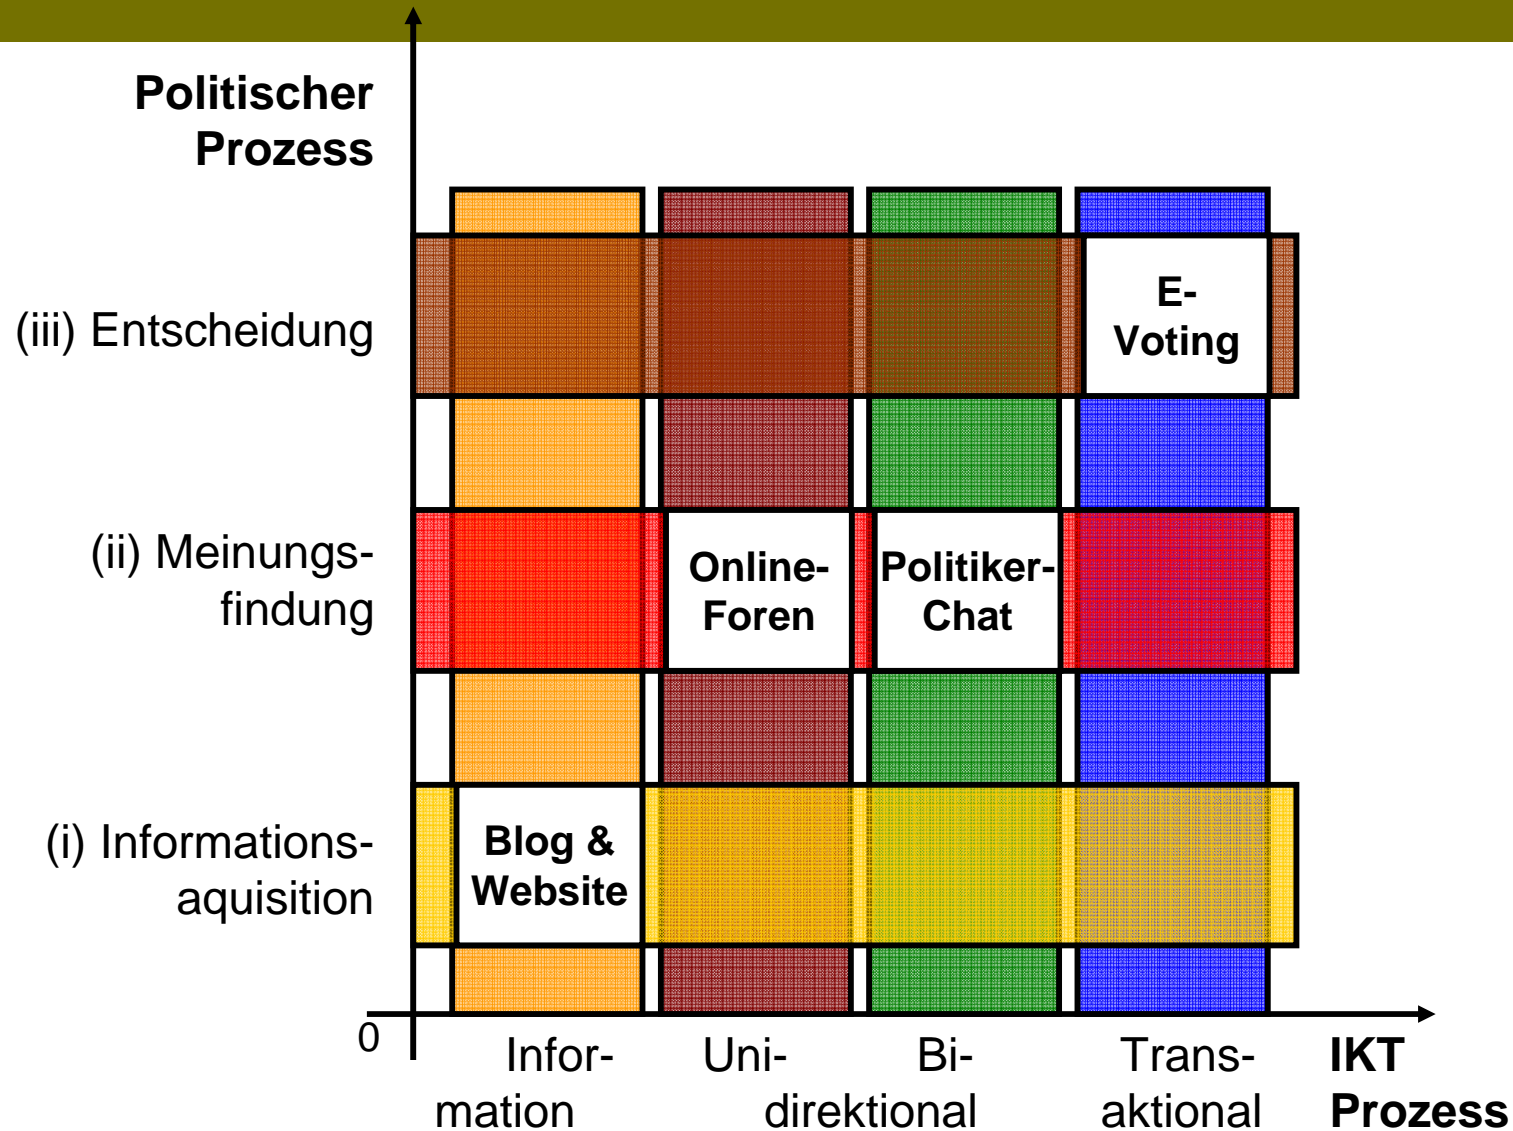 Politischer
Prozess
(iii) Entscheidung
E-
Voting
(ii) Meinungs-
findung
Online-
Foren
Politiker-
Chat
(i) Informations-
aquisition
Blog &
Website
0
Infor-
mation
Uni-
Bi-
direktional
Trans-
aktional
IKT
Prozess